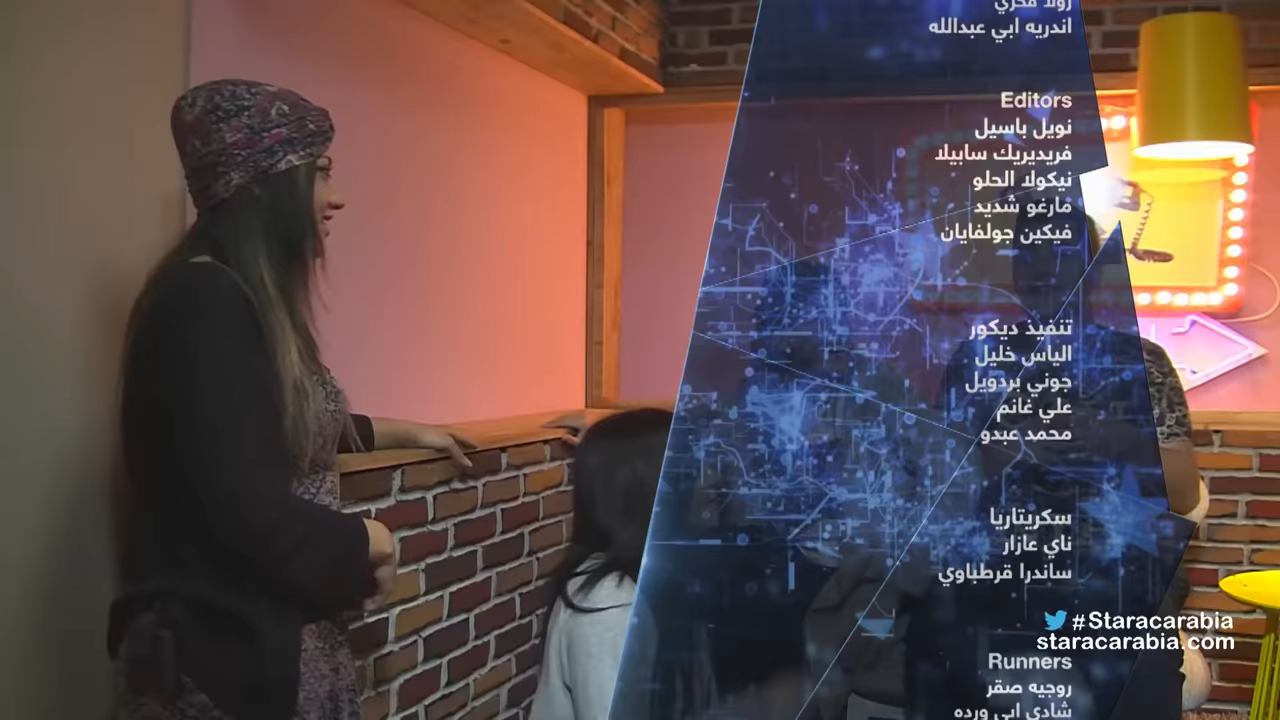 رولا فخري
اندريه ابي عبدالله
Editors
نويل باسيل
فريديريك سابيلا
نيكولا الحلو
مارغو شديد
فيكين جولفايان
تنفيذ ديكور
الياس خليل
جوني بردويل
علي غانم
محمد عبدو
سكريتاريا
ناي عازار
ساندرا قرطباوي
#Staracarabia
staracarabia.com
Runners
روجيه صقر
شادي ابي ورده